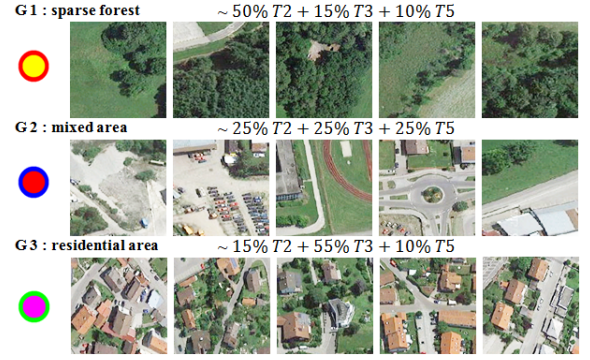 G1 : sparse forest ~ 50% T2 + 15% T3 + 10% T5
G2 : mixed area ~ 25% T2 + 25% T3 + 25% T5
G3 : residential area ~ 15% T2 + 55% T3 + 10% T5